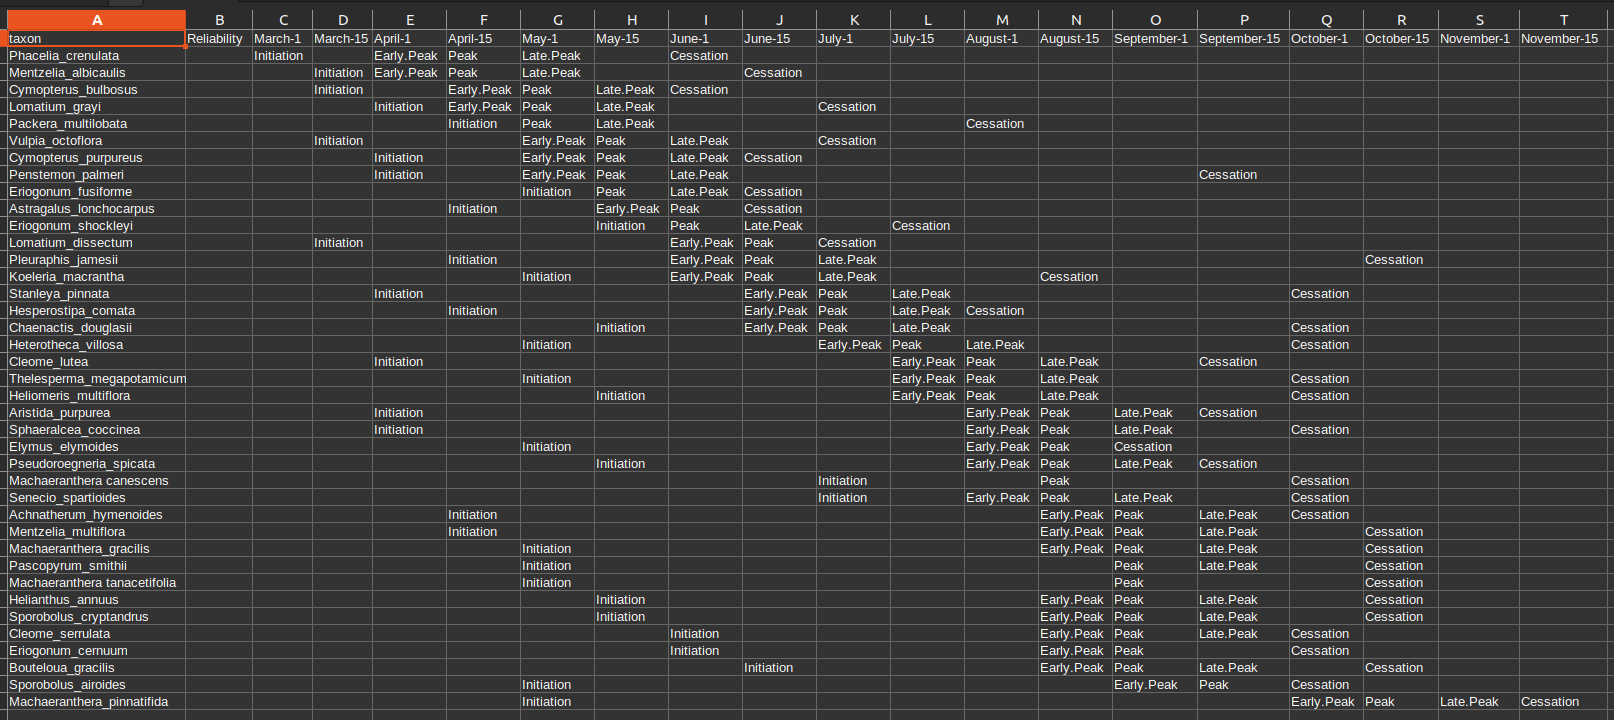 A B C D E F G H I J K L M N O P Q R S T
taxon Reliability March-1 March-15 April-1 April-15 May-1 May-15 June-1 June-15 July-1 July-15 August-1 August-15 September-1 September-15 October-1 October-15 November-1 November-15
Phacelia_crenulata Initiation Early.Peak Peak Late.Peak Cessation
Mentzelia_albicaulis Initiation Early.Peak Peak Late.Peak Cessation
Cymopterus_bulbosus Initiation Early.Peak Peak Late.Peak Cessation
Lomatium_grayi Initiation Early.Peak Peak Late.Peak Cessation
Packera_multilobata Initiation Peak Late.Peak Cessation
Vulpia_octoflora Initiation Early.Peak Peak Late.Peak Cessation
Cymopterus_purpureus Initiation Early.Peak Peak Late.Peak Cessation
Penstemon_palmeri Initiation Early.Peak Peak Late.Peak Cessation
Eriogonum_fusiforme Initiation Peak Late.Peak Cessation
Astragalus_lonchocarpus Initiation Early.Peak Peak Cessation
Eriogonum_shockleyi Initiation Peak Late.Peak Cessation
Lomatium_dissectum Initiation Early.Peak Peak Cessation
Pleuraphis_jamesii Initiation Early.Peak Peak Late.Peak Cessation
Koeleria_macrantha Initiation Early.Peak Peak Late.Peak Cessation
Stanleya_pinnata Initiation Early.Peak Peak Late.Peak Cessation
Hesperostipa_comata Initiation Early.Peak Peak Late.Peak Cessation
Chaenactis_douglasii Initiation Early.Peak Peak Late.Peak Cessation
Heterotheca_villosa Initiation Early.Peak Peak Late.Peak Cessation
Cleome_lutea Initiation Early.Peak Peak Late.Peak Cessation
Thelesperma_megapotamicum Initiation Early.Peak Peak Late.Peak Cessation
Heliomeris_multiflora Initiation Early.Peak Peak Late.Peak Cessation
Aristida_purpurea Initiation Early.Peak Peak Late.Peak Cessation
Sphaeralcea_coccinea Initiation Early.Peak Peak Late.Peak Cessation
Elymus_elymoides Initiation Early.Peak Peak Cessation
Pseudoroegneria_spicata Initiation Early.Peak Peak Late.Peak Cessation
Machaeranthera canescens Initiation Peak Cessation
Senecio_spartioides Initiation Early.Peak Peak Late.Peak Cessation
Achnatherum_hymenoides Initiation Early.Peak Peak Late.Peak Cessation
Mentzelia_multiflora Initiation Early.Peak Peak Late.Peak Cessation
Machaeranthera_gracilis Initiation Early.Peak Peak Late.Peak Cessation
Pascopyrum_smithii Initiation Peak Late.Peak Cessation
Machaeranthera tanacetifolia Initiation Peak Cessation
Helianthus_annuus Initiation Early.Peak Peak Late.Peak Cessation
Sporobolus_cryptandrus Initiation Early.Peak Peak Late.Peak Cessation
Cleome_serrulata Initiation Early.Peak Peak Late.Peak Cessation
Eriogonum_cernuum Initiation Early.Peak Peak Cessation
Bouteloua_gracilis Initiation Early.Peak Peak Late.Peak Cessation
Sporobolus_airoides Initiation Early.Peak Peak Cessation
Machaeranthera_pinnatifida Initiation Early.Peak Peak Late.Peak Cessation